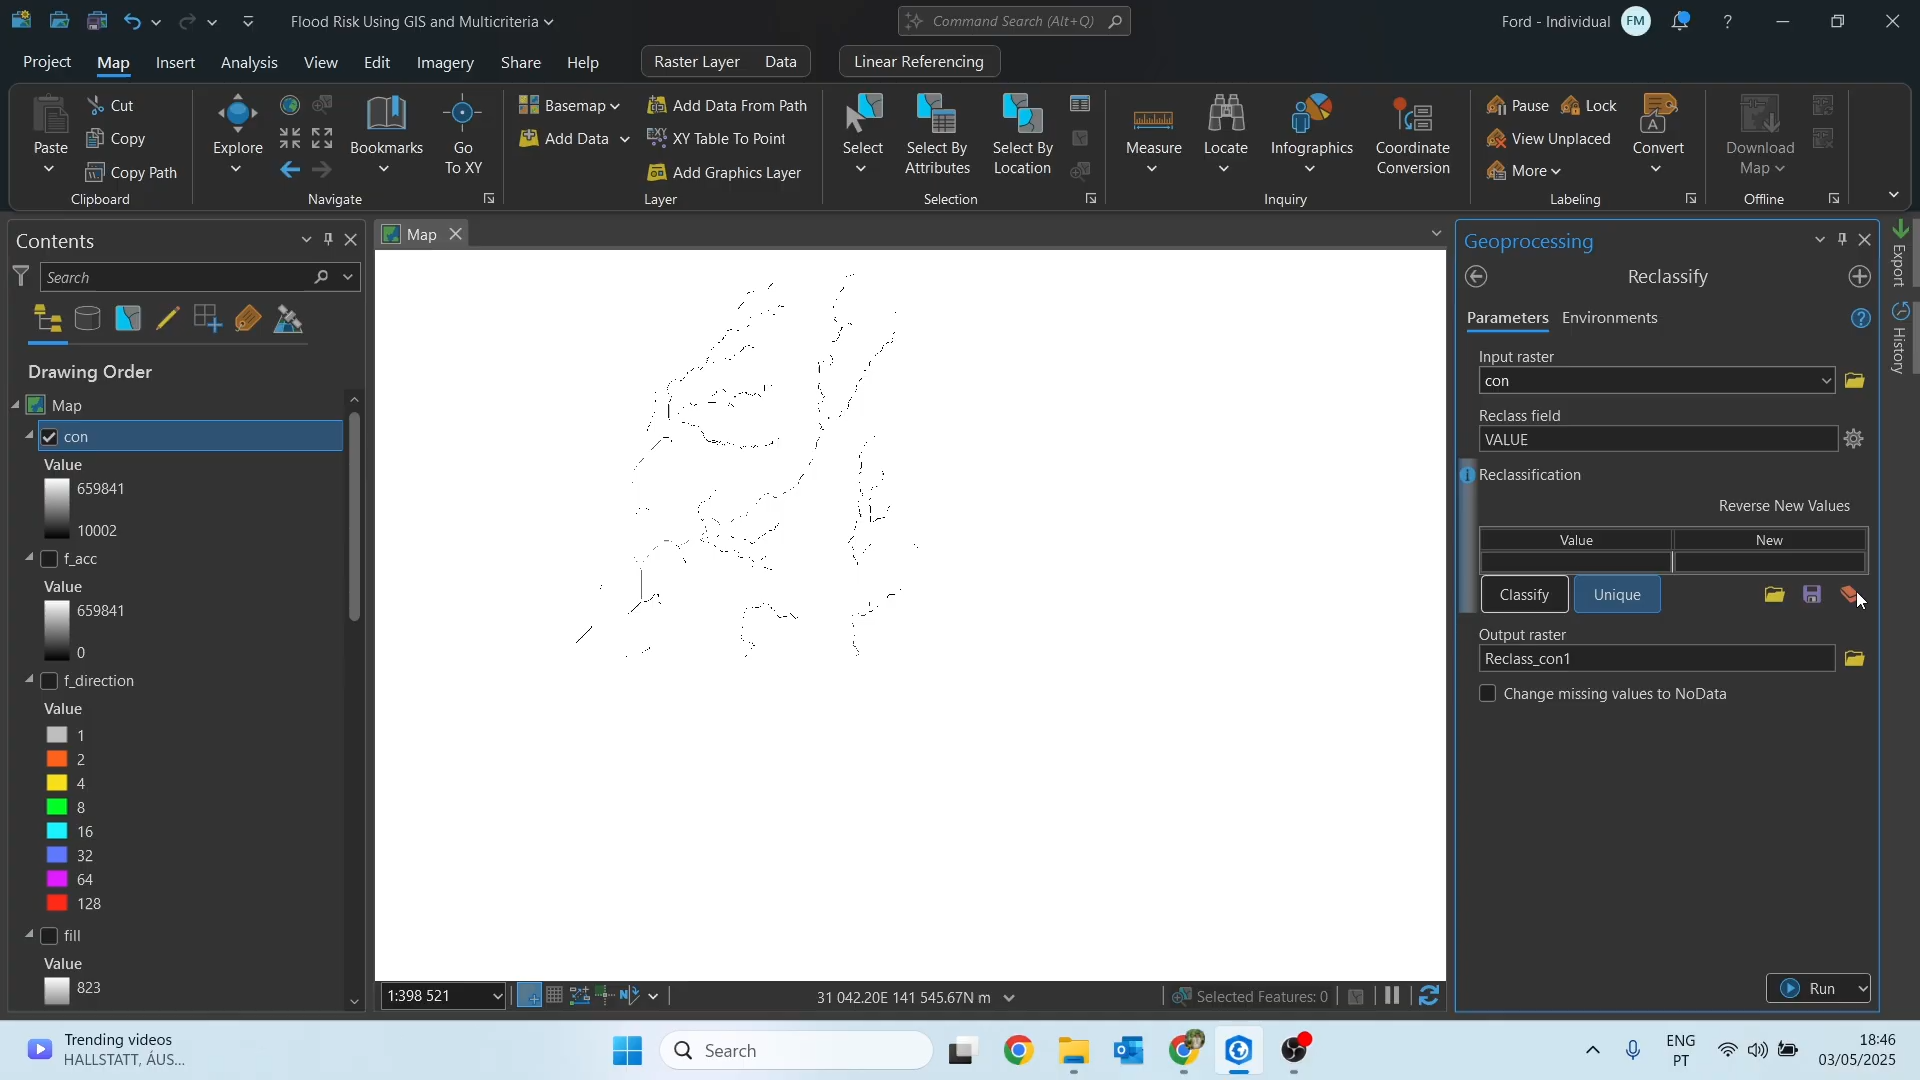 Flood Risk Using GIS and Multicriteria
Command Search (Alt+Q)
Ford - Individual
FM
?
Project
Map
Insert
Analysis
View
Edit
Imagery
Share
Help
Raster Layer
Data
Linear Referencing
Paste
Cut
Copy
Copy Path
Clipboard
Explore
Bookmarks
Go
To XY
Navigate
Basemap
Add Data
Add Data From Path
XY Table To Point
Add Graphics Layer
Layer
Select
Select By
Attributes
Select By
Location
Selection
Measure
Locate
Infographics
Coordinate
Conversion
Inquiry
Pause
Lock
View Unplaced
More
Convert
Labeling
Download
Map
Offline
Contents
Search
Drawing Order
Map
con
Value
659841
10002
f_acc
Value
659841
0
f_direction
Value
1
2
4
8
16
32
64
128
fill
Value
823
Map
1:398 521
31 042.20E 141 545.67N m
Selected Features: 0
Geoprocessing
Reclassify
Parameters
Environments
?
Input raster
con
Reclass field
VALUE
Reclassification
Reverse New Values
Value
New
Classify
Unique
Output raster
Reclass_con1
Change missing values to NoData
Run
Export
History
Trending videos
HALLSTATT, ÁUS...
Search
ENG
PT
18:46
03/05/2025